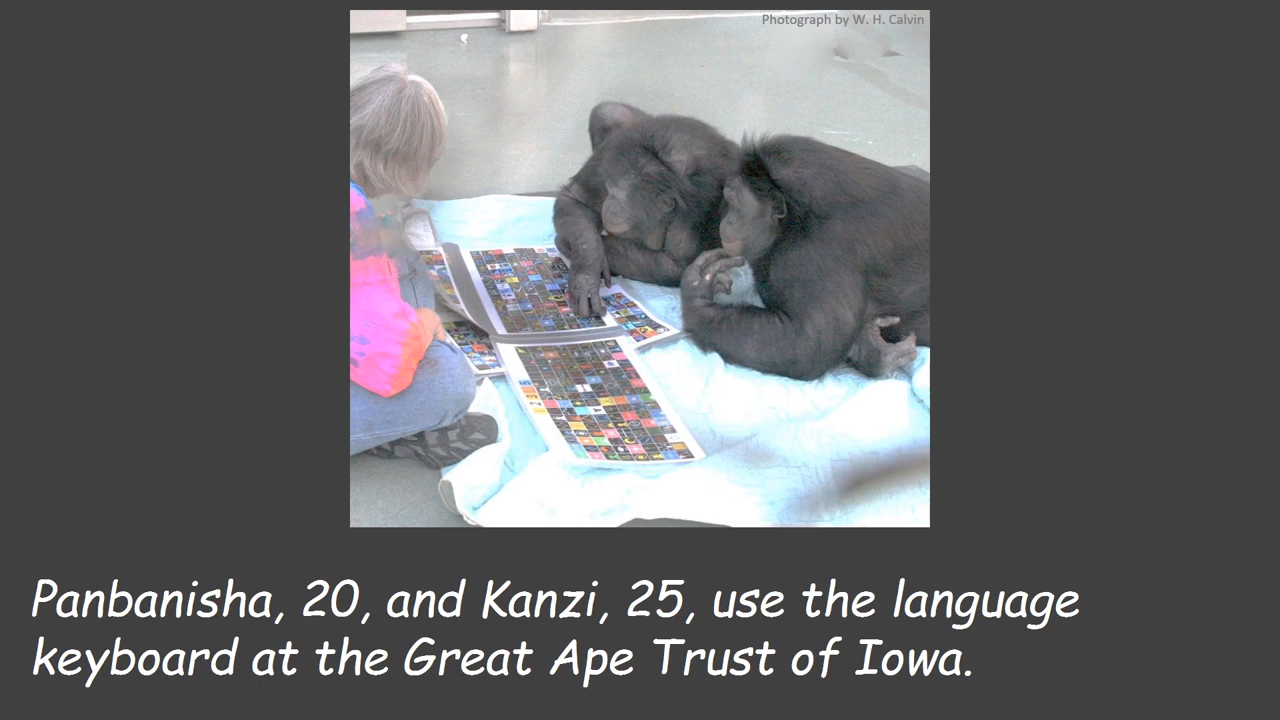 Photograph by W. H. Calvin
Panbanisha, 20, and Kanzi, 25, use the language
keyboard at the Great Ape Trust of Iowa.